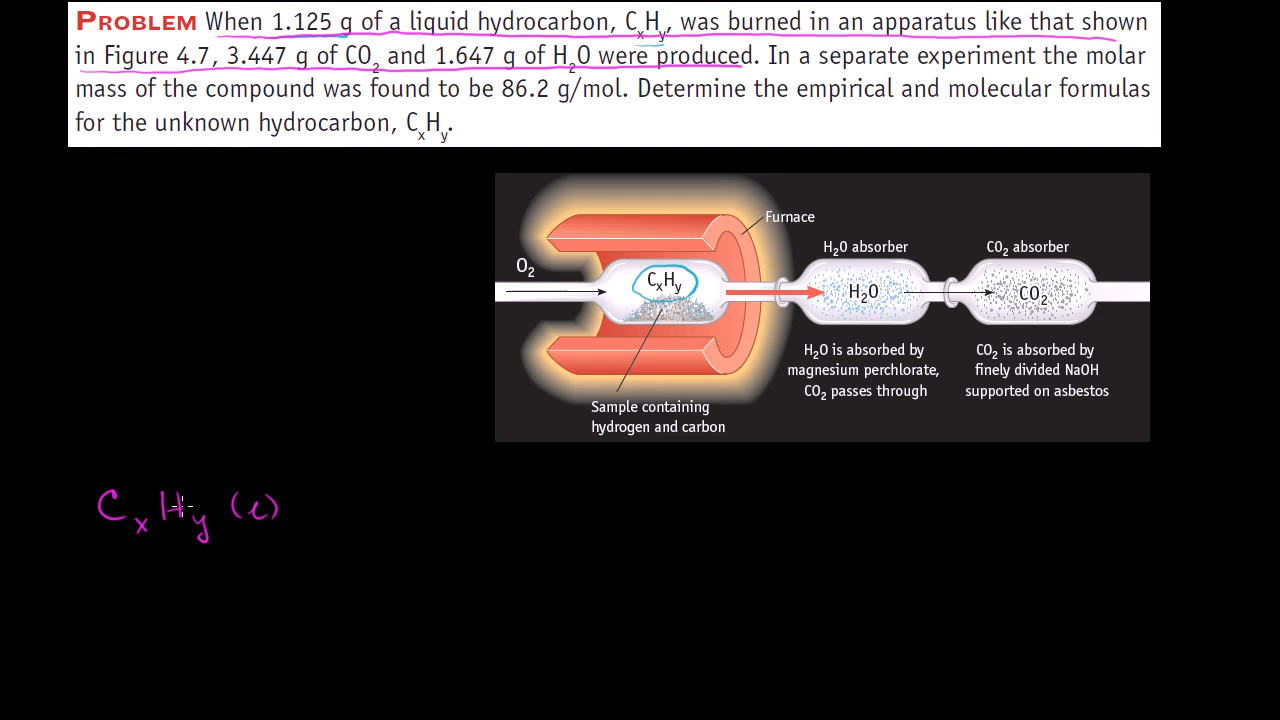 PROBLEM When 1.125 g of a liquid hydrocarbon, CxHy, was burned in an apparatus like that shown
in Figure 4.7, 3.447 g of CO2 and 1.647 g of H2O were produced. In a separate experiment the molar
mass of the compound was found to be 86.2 g/mol. Determine the empirical and molecular formulas
for the unknown hydrocarbon, CxHy.
Furnace
H2O absorber
CO2 absorber
O2
CxHy
H2O
CO2
H2O is absorbed by
magnesium perchlorate,
CO2 passes through
CO2 is absorbed by
finely divided NaOH
supported on asbestos
Sample containing
hydrogen and carbon
CxHy (l)